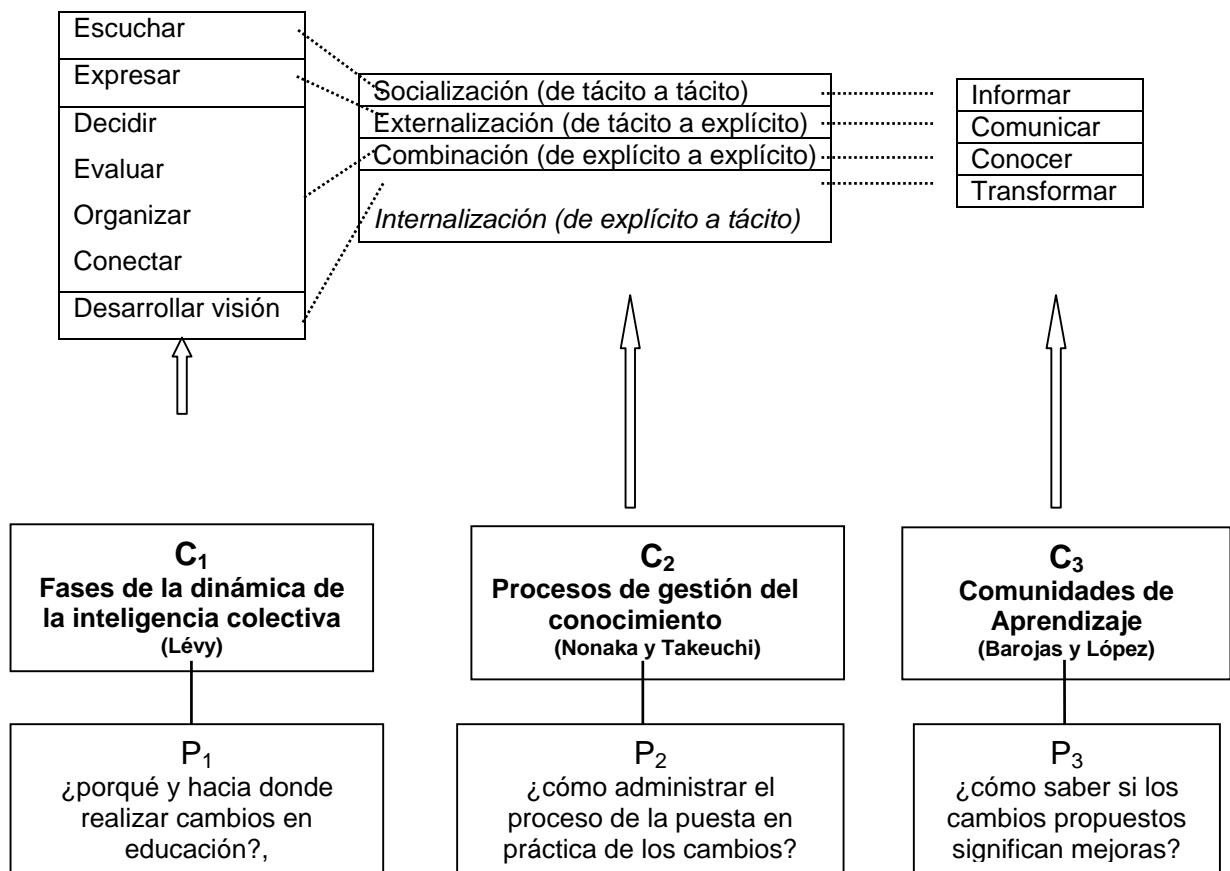 Escuchar
Expresar
Decidir
Evaluar
Organizar
Conectar
Desarrollar visión
Socialización (de tácito a tácito)
Externalización (de tácito a explícito)
Combinación (de explícito a explícito)
Internalización (de explícito a tácito)
Informar
Comunicar
Conocer
Transformar
C₁
Fases de la dinámica de
la inteligencia colectiva
(Lévy)
C₂
Procesos de gestión del
conocimiento
(Nonaka y Takeuchi)
C₃
Comunidades de
Aprendizaje
(Barojas y López)
P₁
¿porqué y hacia donde
realizar cambios en
educación?,
P₂
¿cómo administrar el
proceso de la puesta en
práctica de los cambios?
P₃
¿cómo saber si los
cambios propuestos
significan mejoras?